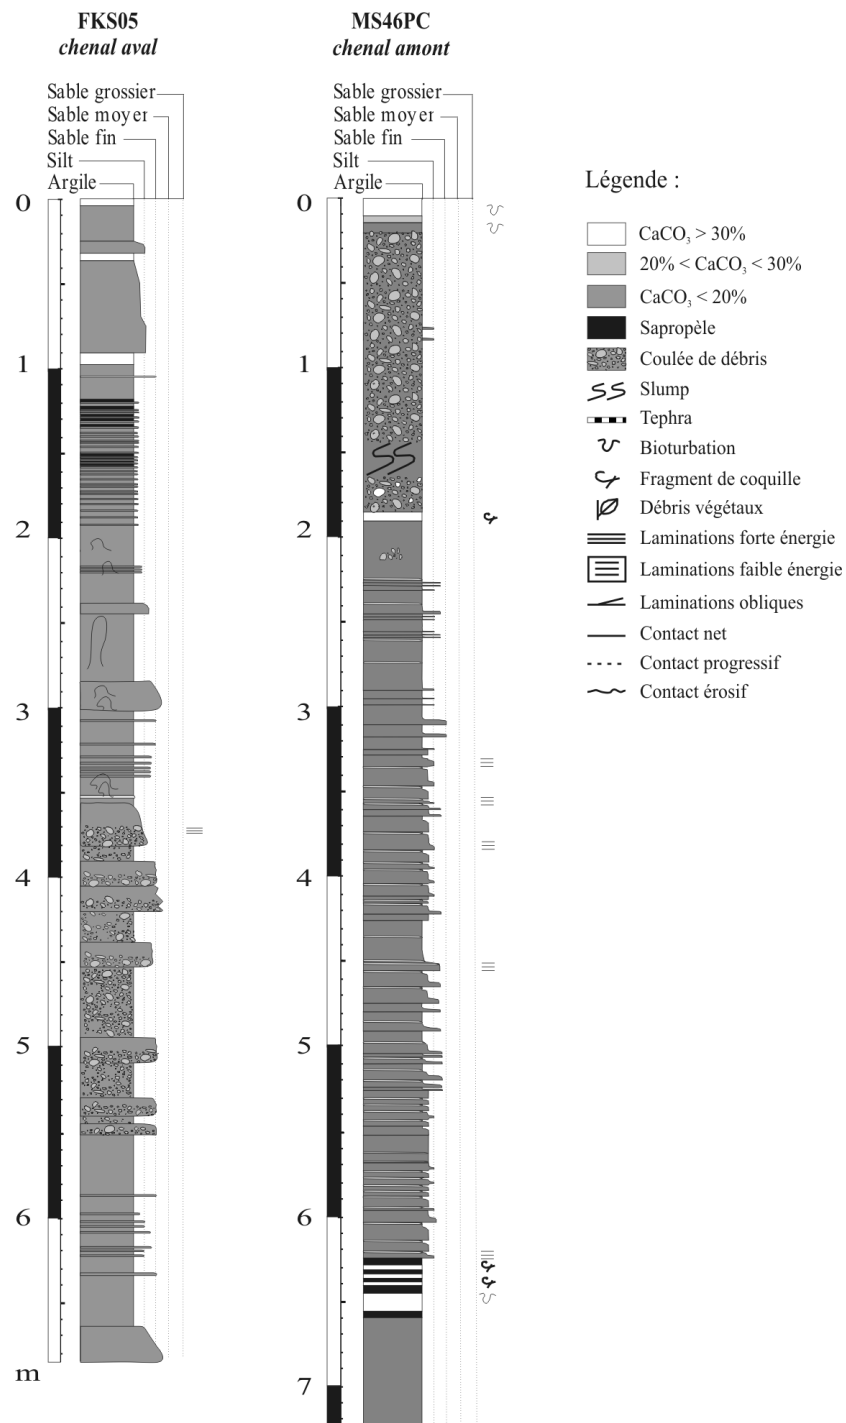 FKS05
chenal aval
Sable grossier
Sable moyer
Sable fin
Silt
Argile
0
1
2
3
4
5
6
m
MS46PC
chenal amont
Sable grossier
Sable moyer
Sable fin
Silt
Argile
0
1
2
3
4
5
6
7
Légende :
CaCO₃ > 30%
20% < CaCO₃ < 30%
CaCO₃ < 20%
Sapropèle
Coulée de débris
Slump
Tephra
Bioturbation
Fragment de coquille
Débris végétaux
Laminations forte énergie
Laminations faible énergie
Laminations obliques
Contact net
Contact progressif
Contact érosif